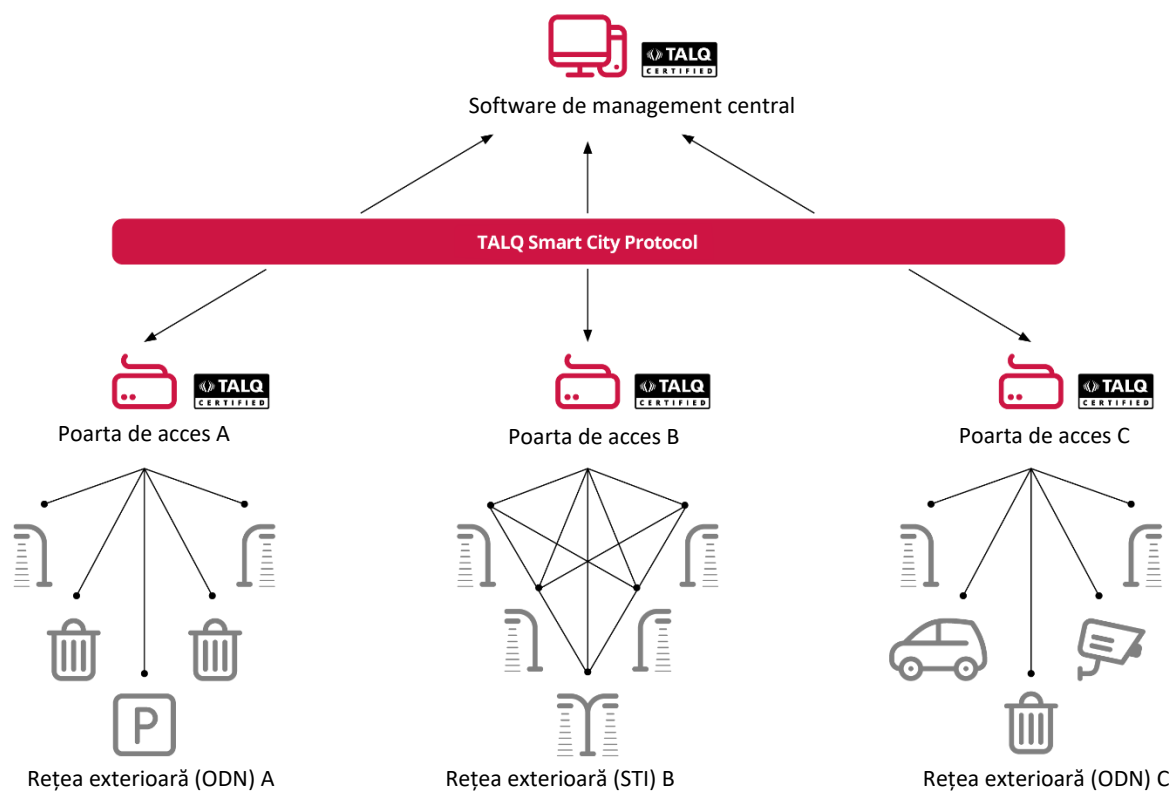 TALQ
CERTIFIED
Software de management central
TALQ Smart City Protocol
TALQ
CERTIFIED
TALQ
CERTIFIED
TALQ
CERTIFIED
Poarta de acces A
Poarta de acces B
Poarta de acces C
P
Rețea exterioară (ODN) A
Rețea exterioară (STI) B
Rețea exterioară (ODN) C